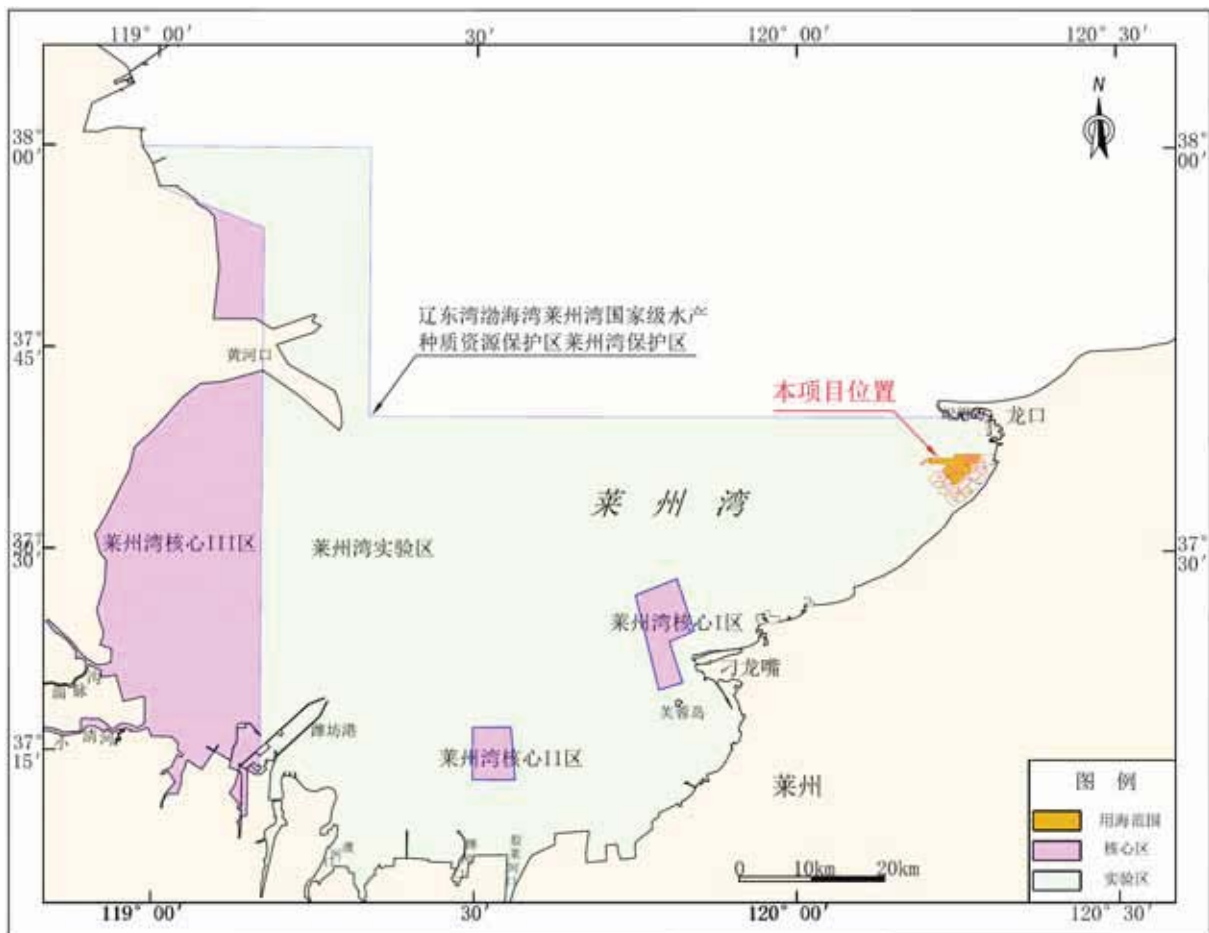 119° 00′
30′
120° 00′
120° 30′
N
38°
00′
38°
00′
辽东湾渤海湾莱州湾国家级水产
种质资源保护区莱州湾保护区
37°
45′
黄河口
本项目位置
龙口
莱 州 湾
37°
30′
莱州湾核心III区
莱州湾实验区
37°
30′
莱州湾核心I区
刁龙嘴
芙蓉岛
小 清河
潍坊港
37°
15′
莱州湾核心II区
莱州
图 例
用海范围
核心区
实验区
0
10km
20km
119° 00′
30′
120° 00′
120° 30′